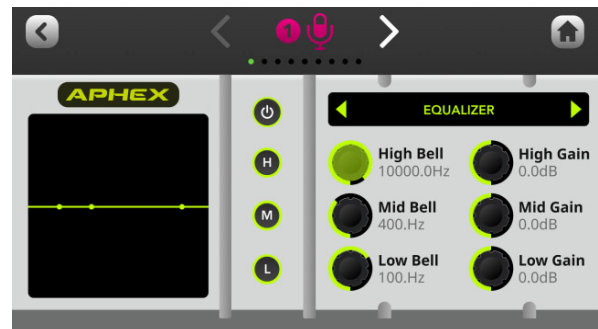 1
APHEX
EQUALIZER
H
M
L
High Bell
10000.0Hz
High Gain
0.0dB
Mid Bell
400.Hz
Mid Gain
0.0dB
Low Bell
100.Hz
Low Gain
0.0dB